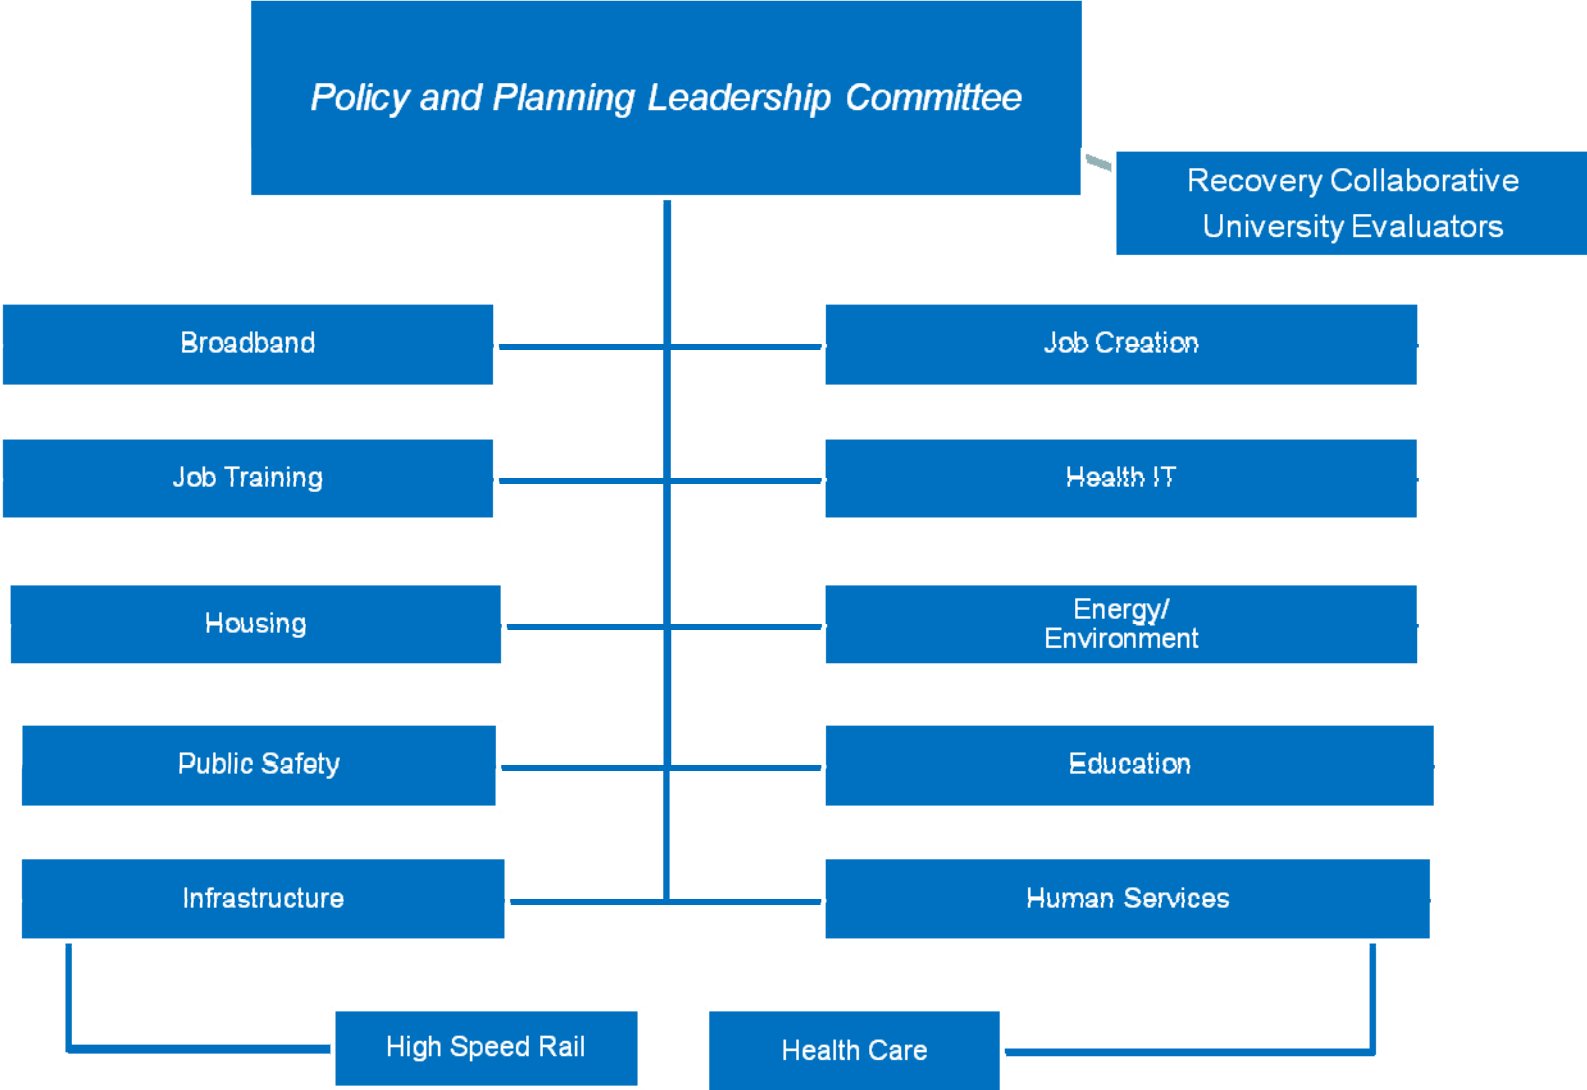 Policy and Planning Leadership Committee
Recovery Collaborative
University Evaluators
Broadband
Job Creation
Job Training
Health IT
Housing
Energy/
Environment
Public Safety
Education
Infrastructure
Human Services
High Speed Rail
Health Care